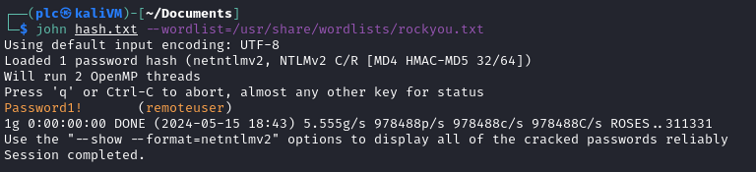 (plc㉿kaliVM)-[~/Documents]
$ john hash.txt --wordlist=/usr/share/wordlists/rockyou.txt
Using default input encoding: UTF-8
Loaded 1 password hash (netntlmv2, NTLMv2 C/R [MD4 HMAC-MD5 32/64])
Will run 2 OpenMP threads
Press 'q' or Ctrl-C to abort, almost any other key for status
Password1!       (remoteuser)
1g 0:00:00:00 DONE (2024-05-15 18:43) 5.555g/s 978488p/s 978488c/s 978488C/s ROSES..311331
Use the "--show --format=netntlmv2" options to display all of the cracked passwords reliably
Session completed.